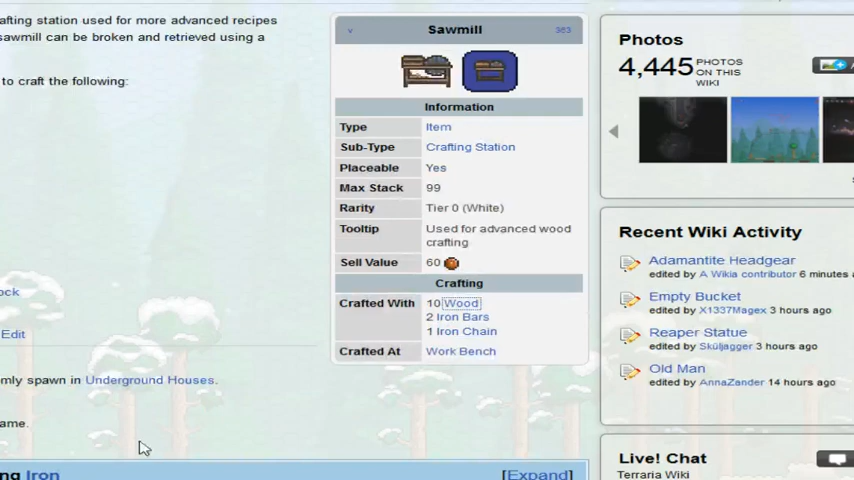 afting station used for more advanced recipes
sawmill can be broken and retrieved using a
to craft the following:
ock
Edit
mly spawn in Underground Houses.
ame.
ng Iron
[Expand]
v Sawmill 363
Information
Type Item
Sub-Type Crafting Station
Placeable Yes
Max Stack 99
Rarity Tier 0 (White)
Tooltip Used for advanced wood
crafting
Sell Value 60
Crafting
Crafted With 10 Wood
2 Iron Bars
1 Iron Chain
Crafted At Work Bench
Photos
4,445 PHOTOS
ON THIS
WIKI
A
Recent Wiki Activity
Adamantite Headgear
edited by A Wikia contributor 6 minutes a
Empty Bucket
edited by X1337Magex 3 hours ago
Reaper Statue
edited by Sküljagger 3 hours ago
Old Man
edited by AnnaZander 14 hours ago
Live! Chat
Terraria Wiki